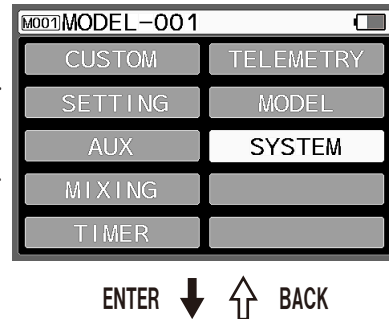 M001 MODEL-001
CUSTOM TELEMETRY
SETTING MODEL
AUX SYSTEM
MIXING
TIMER
ENTER BACK